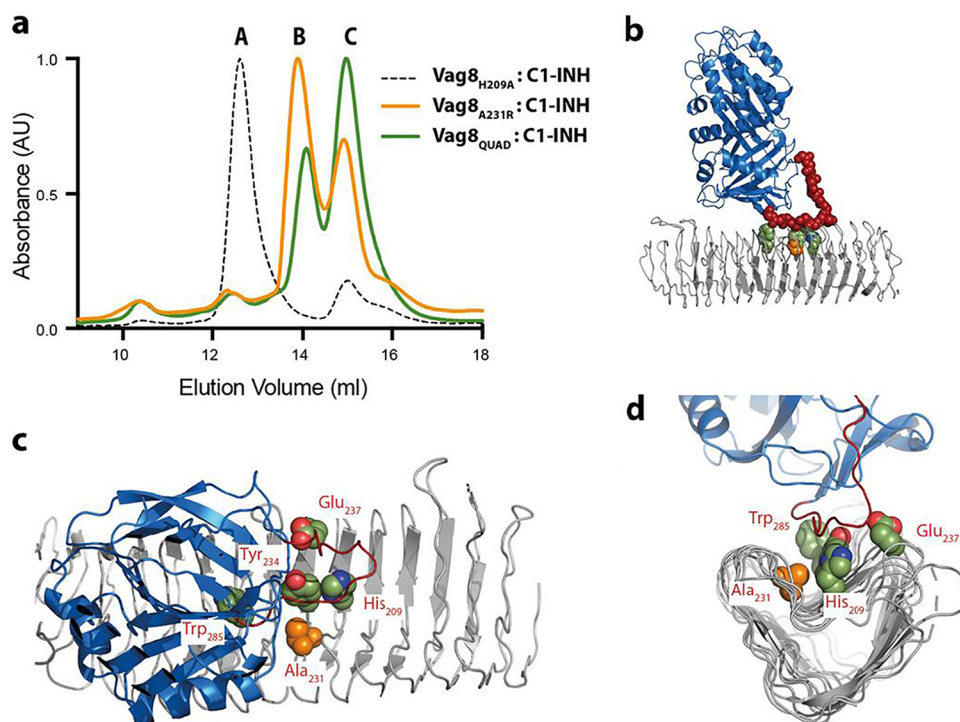 a
A B C
1.0
0.5
0.0
Absorbance (AU)
10 12 14 16 18
Elution Volume (ml)
Vag8H209A : C1-INH
Vag8A231R : C1-INH
Vag8QUAD : C1-INH
b
c
Glu237
Tyr234
His209
Trp285
Ala231
d
Trp285
Glu237
Ala231
His209